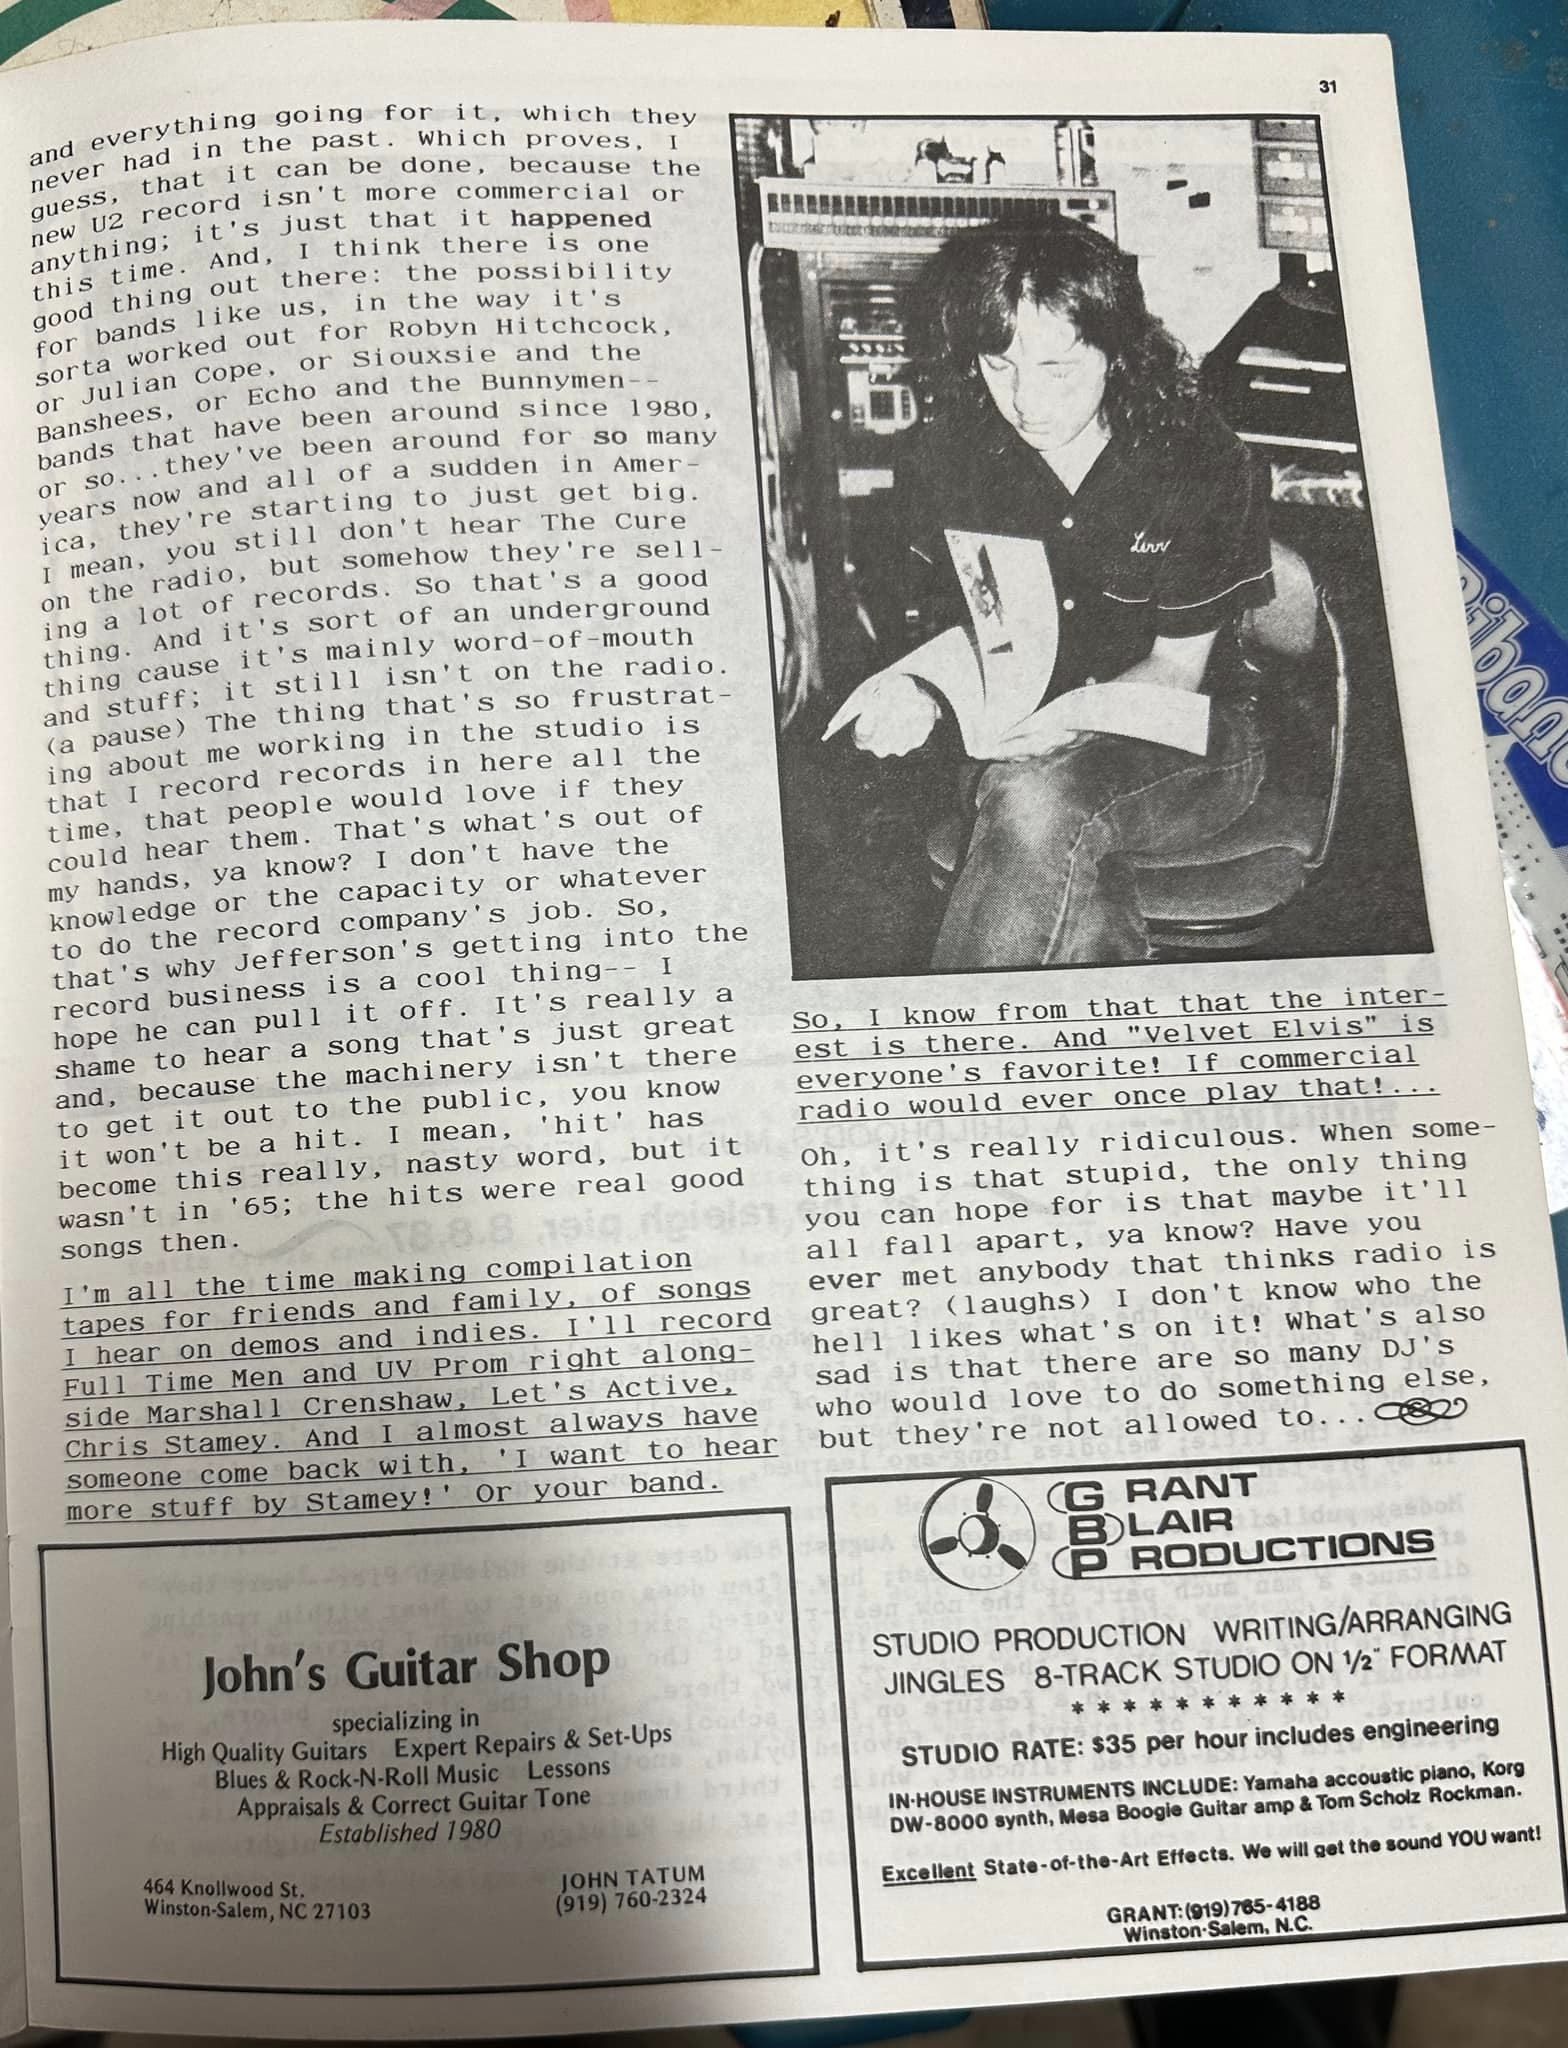 31
and everything going for it, which they
never had in the past. Which proves, I
guess, that it can be done, because the
new U2 record isn't more commercial or
anything; it's just that it happened
this time. And, I think there is one
good thing out there: the possibility
for bands like us, in the way it's
sorta worked out for Robyn Hitchcock,
or Julian Cope, or Siouxsie and the
Banshees, or Echo and the Bunnymen--
bands that have been around since 1980,
or so...they've been around for so many
years now and all of a sudden in Amer-
ica, they're starting to just get big.
I mean, you still don't hear The Cure
on the radio, but somehow they're sell-
ing a lot of records. So that's a good
thing. And it's sort of an underground
thing cause it's mainly word-of-mouth
and stuff; it still isn't on the radio.
(a pause) The thing that's so frustrat-
ing about me working in the studio is
that I record records in here all the
time, that people would love if they
could hear them. That's what's out of
my hands, ya know? I don't have the
knowledge or the capacity or whatever
to do the record company's job. So,
that's why Jefferson's getting into the
record business is a cool thing-- I
hope he can pull it off. It's really a
shame to hear a song that's just great
and, because the machinery isn't there
to get it out to the public, you know
it won't be a hit. I mean, 'hit' has
become this really, nasty word, but it
wasn't in '65; the hits were real good
songs then.
I'm all the time making compilation
tapes for friends and family, of songs
I hear on demos and indies. I'll record
Full Time Men and UV Prom right along-
side Marshall Crenshaw, Let's Active,
Chris Stamey. And I almost always have
someone come back with, 'I want to hear
more stuff by Stamey!' Or your band.
So, I know from that that the inter-
est is there. And "Velvet Elvis" is
everyone's favorite! If commercial
radio would ever once play that!...
Oh, it's really ridiculous. When some-
thing is that stupid, the only thing
you can hope for is that maybe it'll
all fall apart, ya know? Have you
ever met anybody that thinks radio is
great? (laughs) I don't know who the
hell likes what's on it! What's also
sad is that there are so many DJ's
who would love to do something else,
but they're not allowed to...
John's Guitar Shop
specializing in
High Quality Guitars Expert Repairs & Set-Ups
Blues & Rock-N-Roll Music Lessons
Appraisals & Correct Guitar Tone
Established 1980
464 Knollwood St.
Winston-Salem, NC 27103
JOHN TATUM
(919) 760-2324
GRANT
BLAIR
PRODUCTIONS
STUDIO PRODUCTION WRITING/ARRANGING
JINGLES 8-TRACK STUDIO ON 1/2" FORMAT
* * * * * * * * * * *
STUDIO RATE: $35 per hour includes engineering
IN-HOUSE INSTRUMENTS INCLUDE: Yamaha accoustic piano, Korg
DW-8000 synth, Mesa Boogie Guitar amp & Tom Scholz Rockman.
Excellent State-of-the-Art Effects. We will get the sound YOU want!
GRANT: (919) 765-4188
Winston-Salem, N.C.